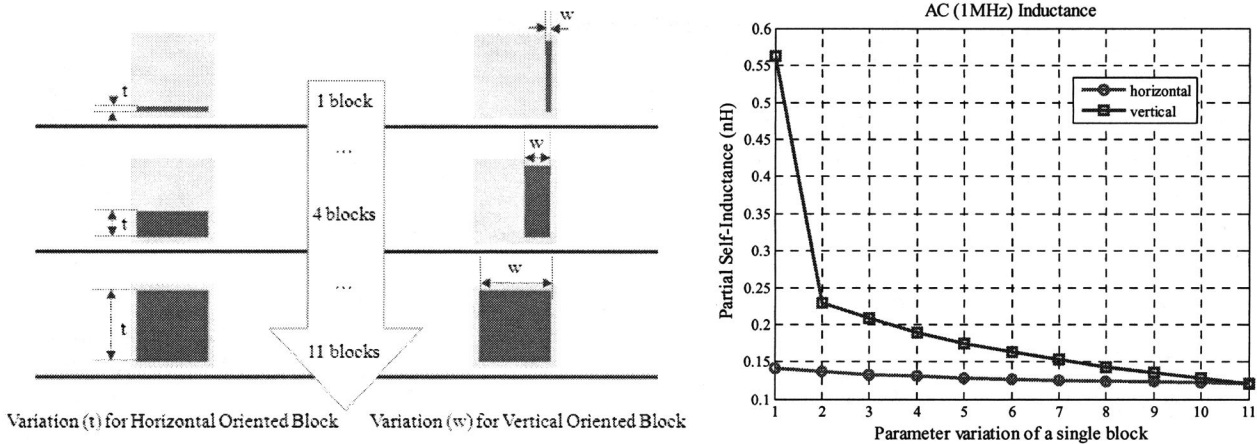 w
t
1 block
...
w
t
4 blocks
w
...
t
11 blocks
Variation (t) for Horizontal Oriented Block
Variation (w) for Vertical Oriented Block
AC (1MHz) Inductance
0.6
0.55
0.5
0.45
0.4
0.35
0.3
0.25
0.2
0.15
0.1
Partial Self-Inductance (nH)
horizontal
vertical
1 2 3 4 5 6 7 8 9 10 11
Parameter variation of a single block